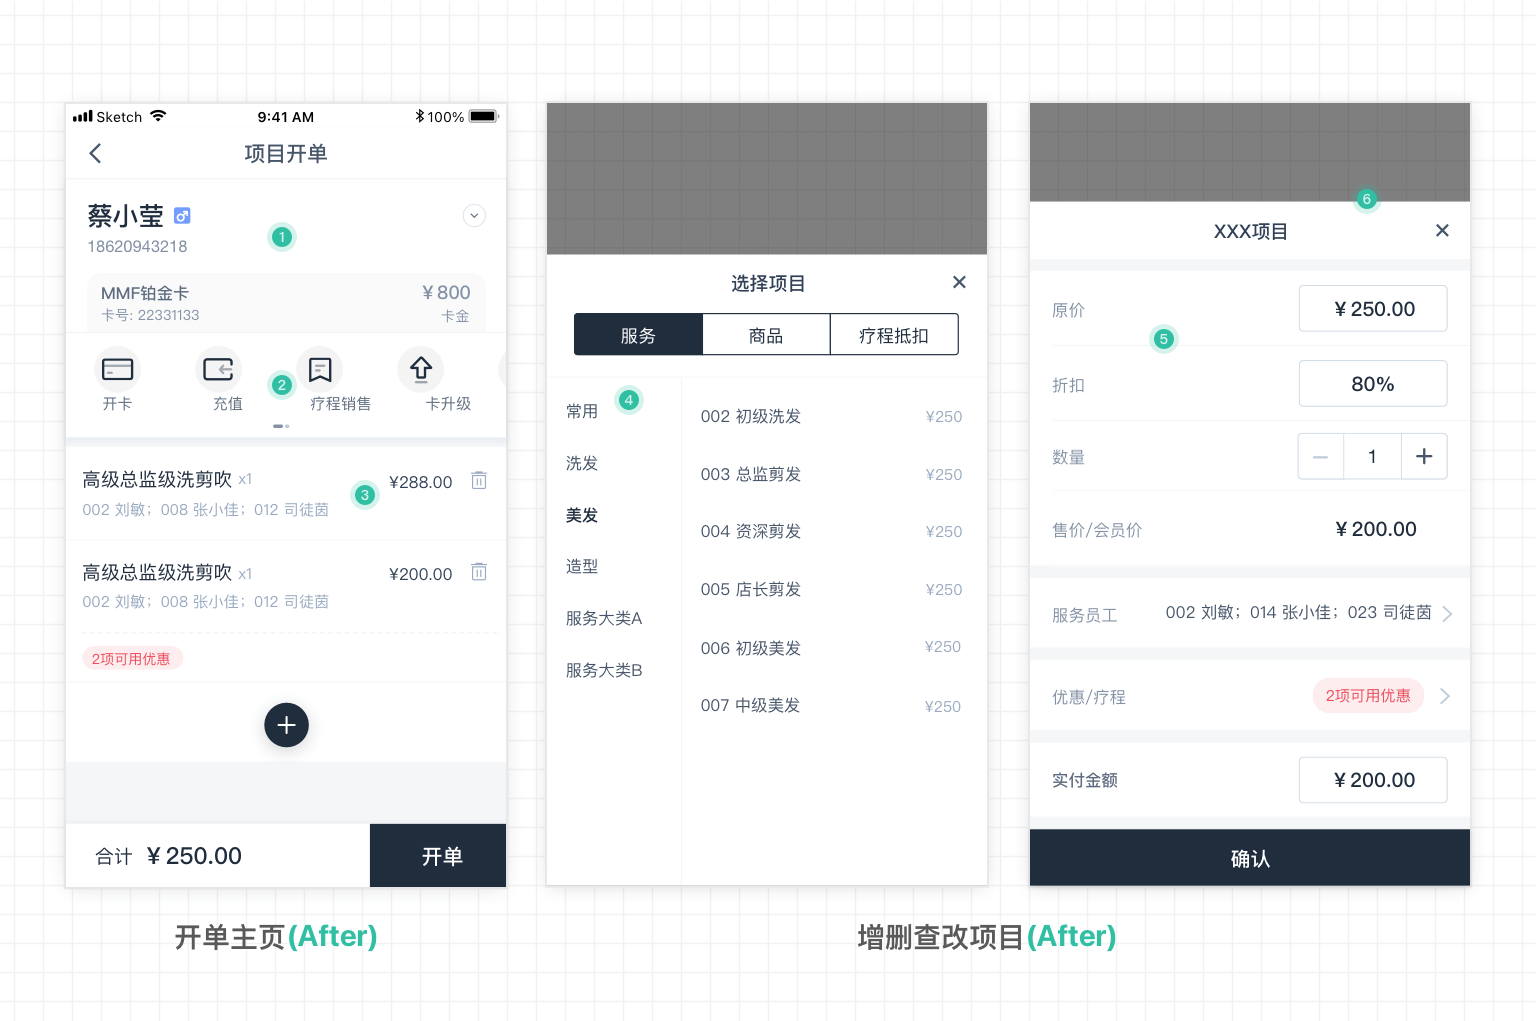 Sketch 9:41 AM 100%
项目开单
蔡小莹
18620943218
1
MMF铂金卡 ¥800
卡号: 22331133 卡金
2
开卡 充值 疗程销售 卡升级
高级总监级洗剪吹 x1 ¥288.00
3
002 刘敏；008 张小佳；012 司徒茵
高级总监级洗剪吹 x1 ¥200.00
002 刘敏；008 张小佳；012 司徒茵
2项可用优惠
合计 ¥250.00 开单
开单主页(After)
选择项目
服务 商品 疗程抵扣
4
常用
洗发
美发
造型
服务大类A
服务大类B
002 初级洗发 ¥250
003 总监剪发 ¥250
004 资深剪发 ¥250
005 店长剪发 ¥250
006 初级美发 ¥250
007 中级美发 ¥250
6
XXX项目
原价 ¥250.00
5
折扣 80%
数量 1
售价/会员价 ¥200.00
服务员工 002 刘敏；014 张小佳；023 司徒茵
优惠/疗程 2项可用优惠
实付金额 ¥200.00
确认
增删查改项目(After)